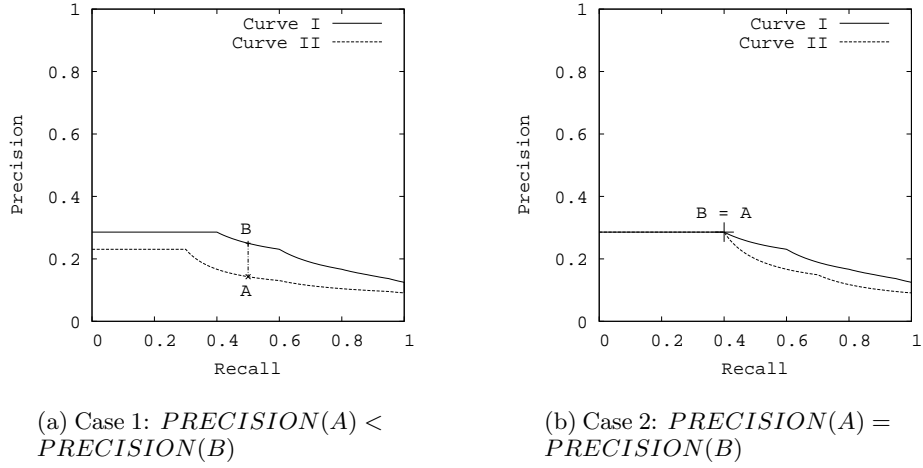 Curve I
Curve II
1
0.8
0.6
0.4
0.2
0
Precision
B
A
0 0.2 0.4 0.6 0.8 1
Recall
(a) Case 1: PRECISION(A) <
PRECISION(B)
Curve I
Curve II
1
0.8
0.6
0.4
0.2
0
Precision
B = A
0 0.2 0.4 0.6 0.8 1
Recall
(b) Case 2: PRECISION(A) =
PRECISION(B)